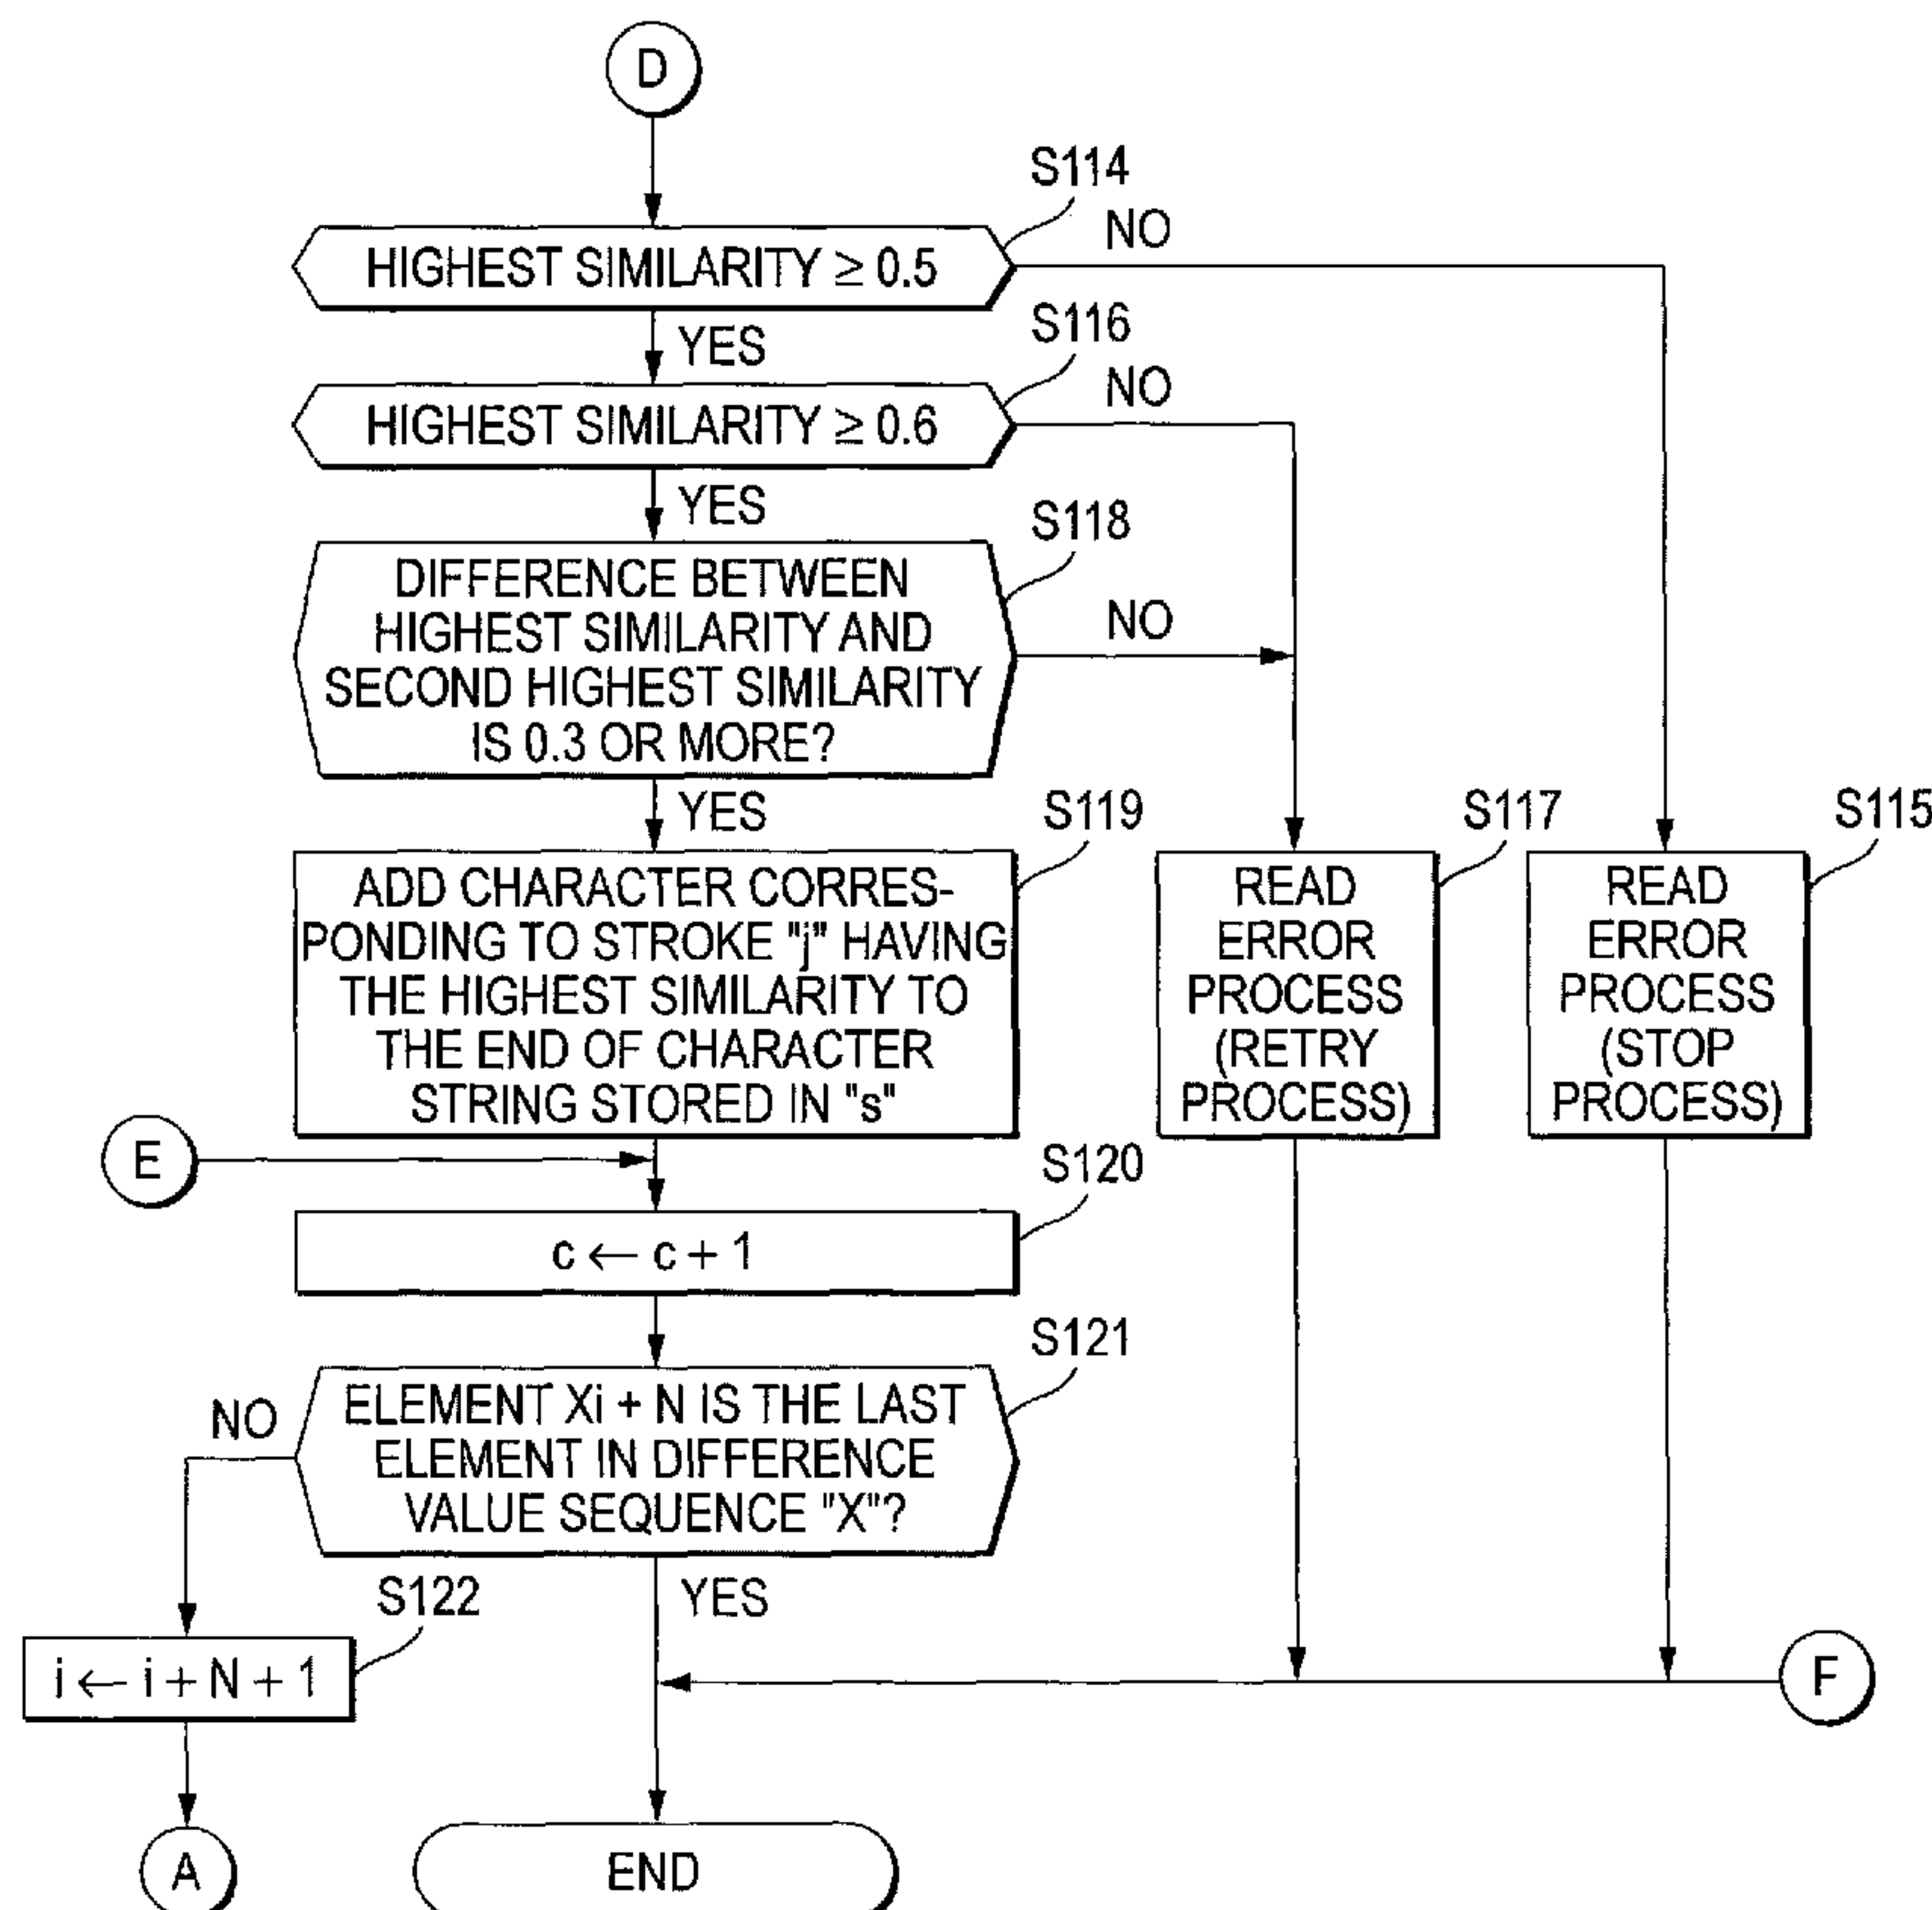 D
S114
HIGHEST SIMILARITY ≥ 0.5
NO
YES
S116
HIGHEST SIMILARITY ≥ 0.6
NO
YES
S118
DIFFERENCE BETWEEN
HIGHEST SIMILARITY AND
SECOND HIGHEST SIMILARITY
IS 0.3 OR MORE?
NO
YES
S119
ADD CHARACTER CORRES-
PONDING TO STROKE "j" HAVING
THE HIGHEST SIMILARITY TO
THE END OF CHARACTER
STRING STORED IN "s"
S117
READ
ERROR
PROCESS
(RETRY
PROCESS)
S115
READ
ERROR
PROCESS
(STOP
PROCESS)
E
S120
c ← c + 1
S121
ELEMENT Xi + N IS THE LAST
ELEMENT IN DIFFERENCE
VALUE SEQUENCE "X"?
NO
YES
S122
i ← i + N + 1
F
A
END